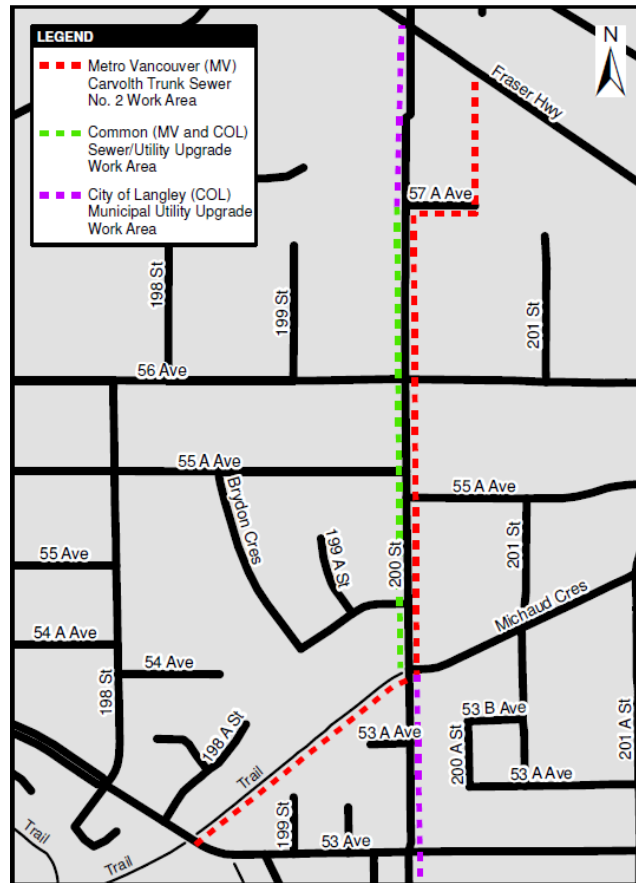 LEGEND
Metro Vancouver (MV)
Carvolth Trunk Sewer
No. 2 Work Area
Common (MV and COL)
Sewer/Utility Upgrade
Work Area
City of Langley (COL)
Municipal Utility Upgrade
Work Area
N
Fraser Hwy
57 A Ave
198 St
199 St
201 St
56 Ave
55 A Ave
55 A Ave
Brydon Cres
199 A St
200 St
201 St
55 Ave
Michaud Cres
54 A Ave
54 Ave
198 St
198 A St
53 A Ave
53 B Ave
200 A St
201 A St
53 A Ave
Trail
199 St
53 Ave
Trail
Trail